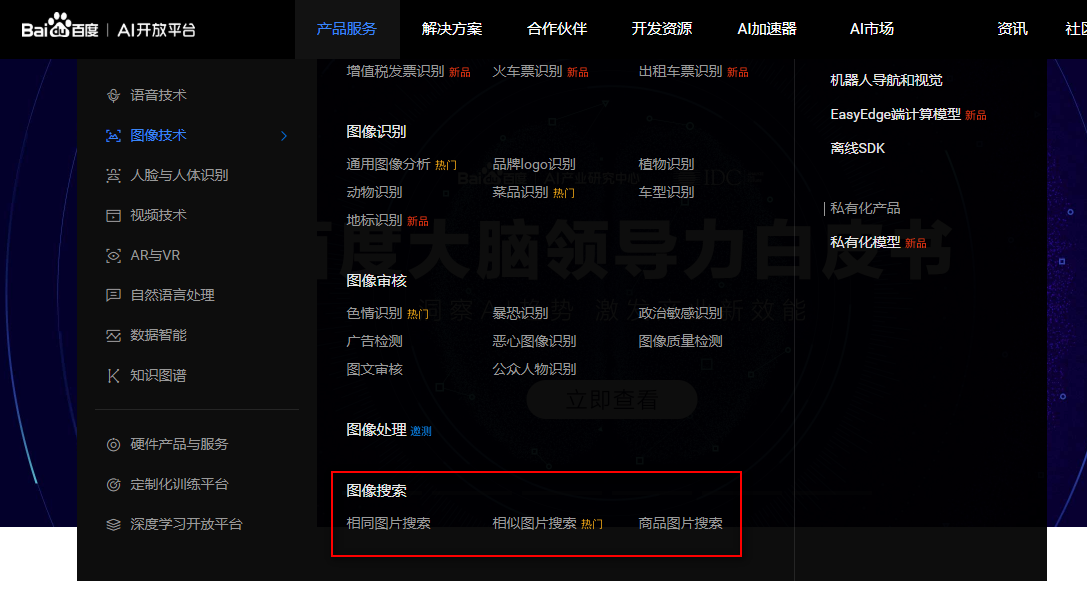 Bai du 百度 | AI开放平台
产品服务 解决方案 合作伙伴 开发资源 AI加速器 AI市场 资讯
语音技术
图像技术
人脸与人体识别
视频技术
AR与VR
自然语言处理
数据智能
知识图谱
硬件产品与服务
定制化训练平台
深度学习开放平台
增值税发票识别 新品 火车票识别 新品 出租车票识别 新品
图像识别
通用图像分析 热门 品牌logo识别 植物识别
动物识别 菜品识别 热门 车型识别
地标识别 新品
图像审核
色情识别 热门 暴恐识别 政治敏感识别
广告检测 恶心图像识别 图像质量检测
图文审核 公众人物识别
图像处理 邀测
图像搜索
相同图片搜索 相似图片搜索 热门 商品图片搜索
机器人导航和视觉
EasyEdge端计算模型 新品
离线SDK
私有化产品
私有化模型 新品
百度大脑领导力白皮书
立即查看